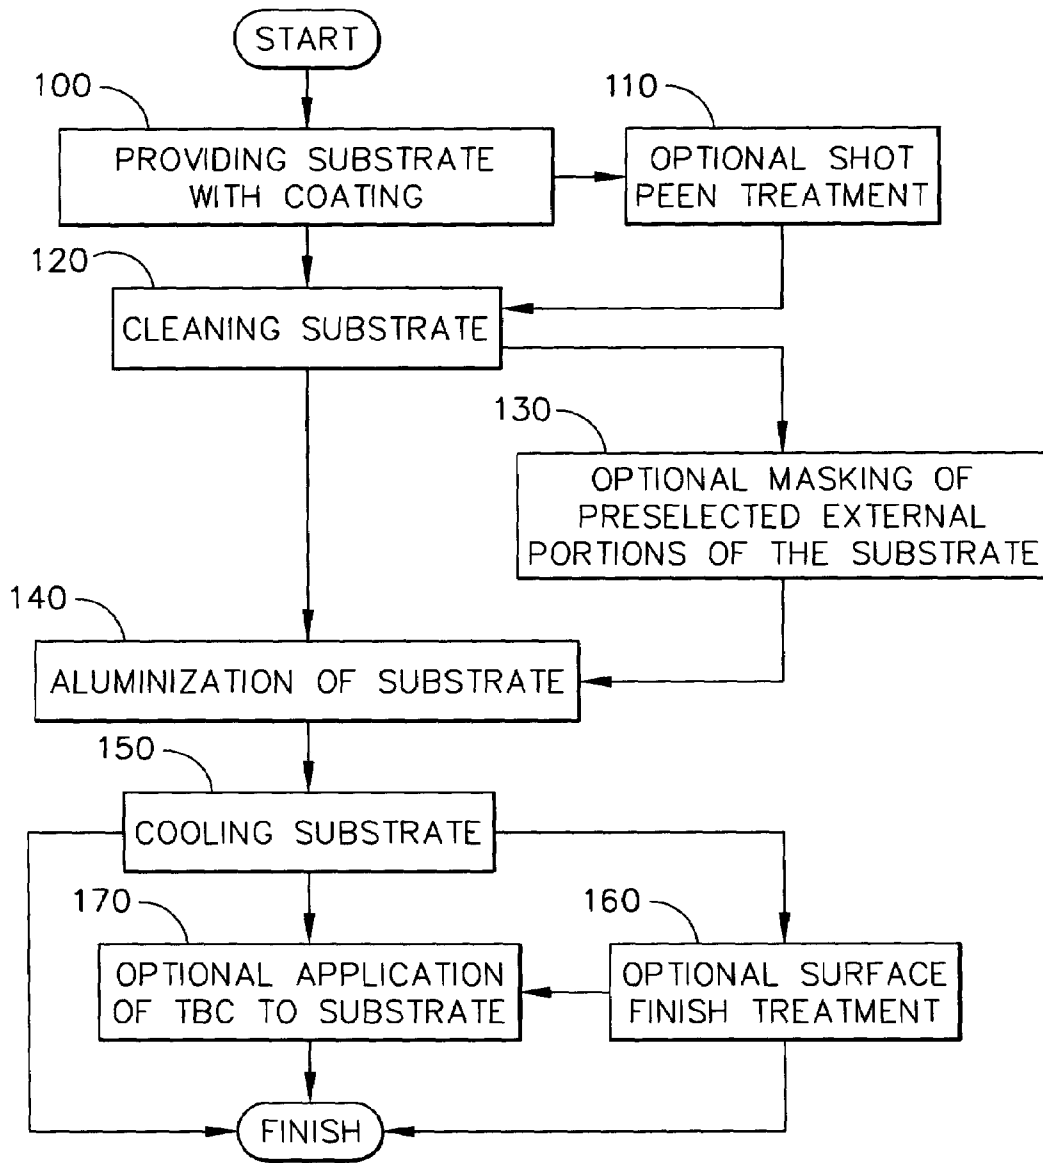 START
100
PROVIDING SUBSTRATE
WITH COATING
110
OPTIONAL SHOT
PEEN TREATMENT
120
CLEANING SUBSTRATE
130
OPTIONAL MASKING OF
PRESELECTED EXTERNAL
PORTIONS OF THE SUBSTRATE
140
ALUMINIZATION OF SUBSTRATE
150
COOLING SUBSTRATE
170
OPTIONAL APPLICATION
OF TBC TO SUBSTRATE
160
OPTIONAL SURFACE
FINISH TREATMENT
FINISH